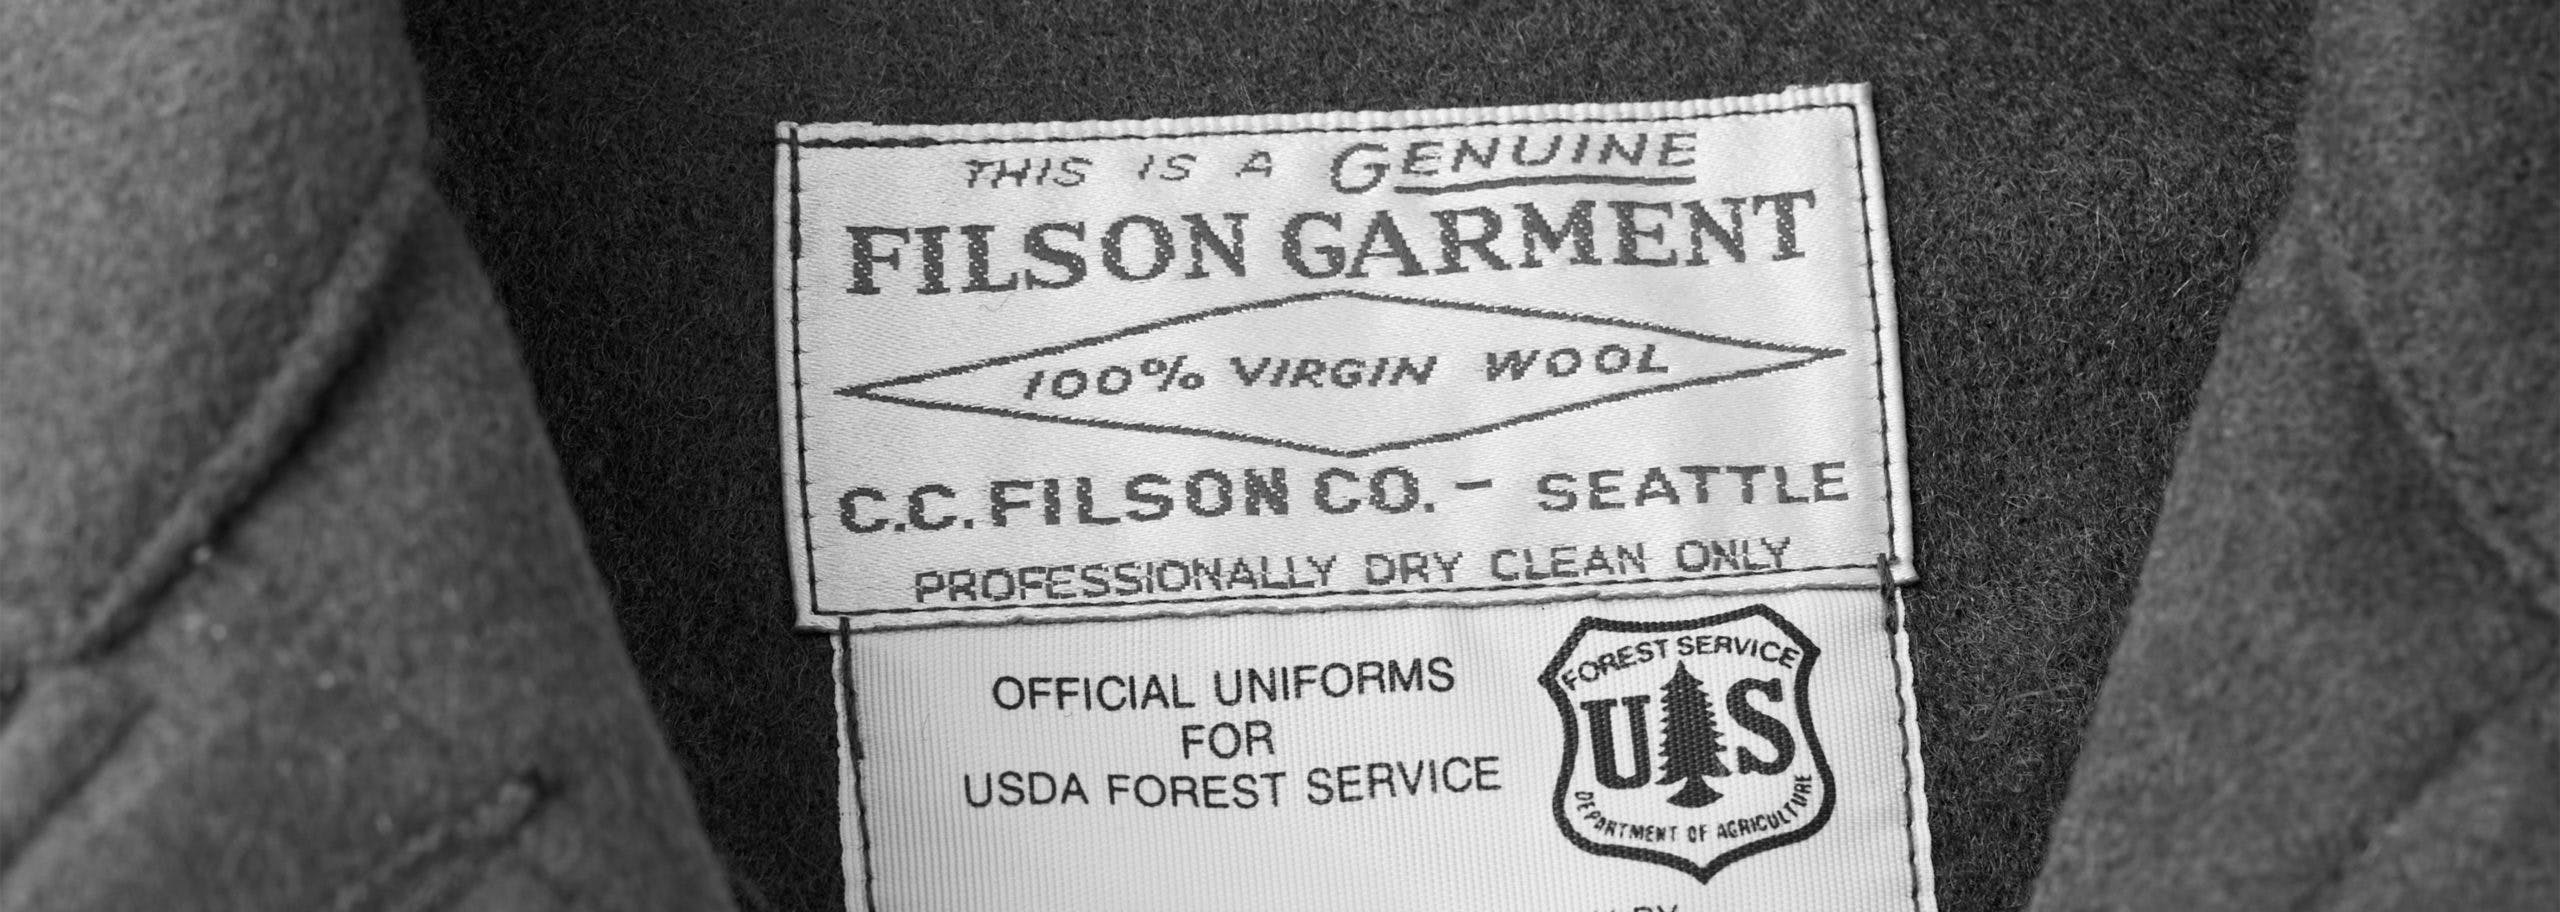 THIS IS A GENUINE
FILSON GARMENT
100% VIRGIN WOOL
C.C. FILSON CO. - SEATTLE
PROFESSIONALLY DRY CLEAN ONLY
OFFICIAL UNIFORMS
FOR
USDA FOREST SERVICE
FOREST SERVICE
US
DEPARTMENT OF AGRICULTURE